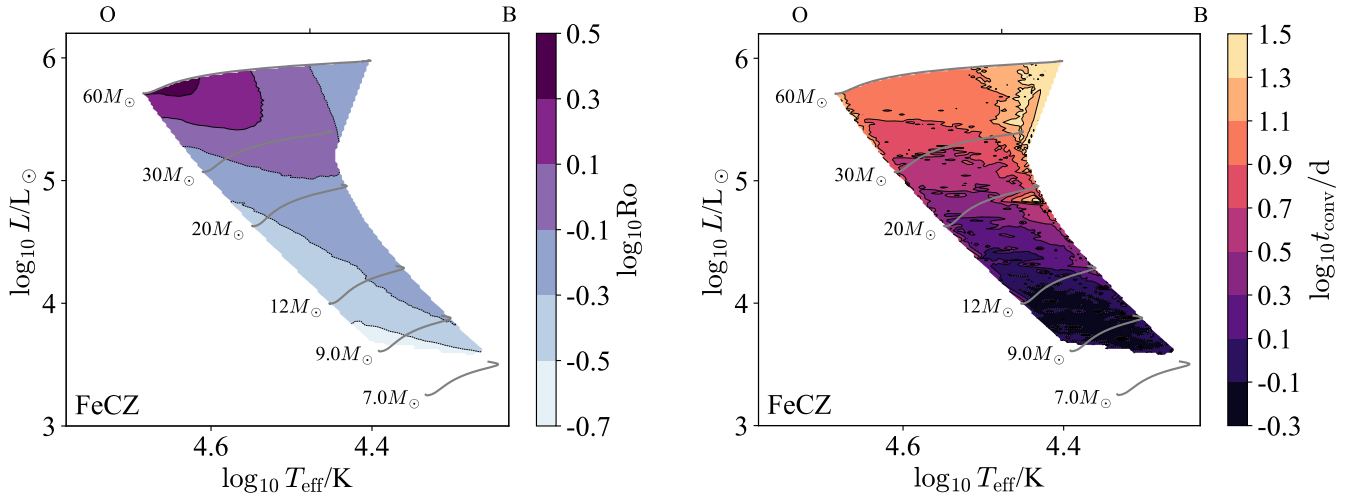 O B
6
5
4
3
log₁₀ L/L☉
60M☉
30M☉
20M☉
12M☉
9.0M☉
7.0M☉
FeCZ
4.6 4.4
log₁₀ T_eff/K
0.5
0.3
0.1
-0.1
-0.3
-0.5
-0.7
log₁₀Ro
O B
6
5
4
3
log₁₀ L/L☉
60M☉
30M☉
20M☉
12M☉
9.0M☉
7.0M☉
FeCZ
4.6 4.4
log₁₀ T_eff/K
1.5
1.3
1.1
0.9
0.7
0.5
0.3
0.1
-0.1
-0.3
log₁₀t_conv/d